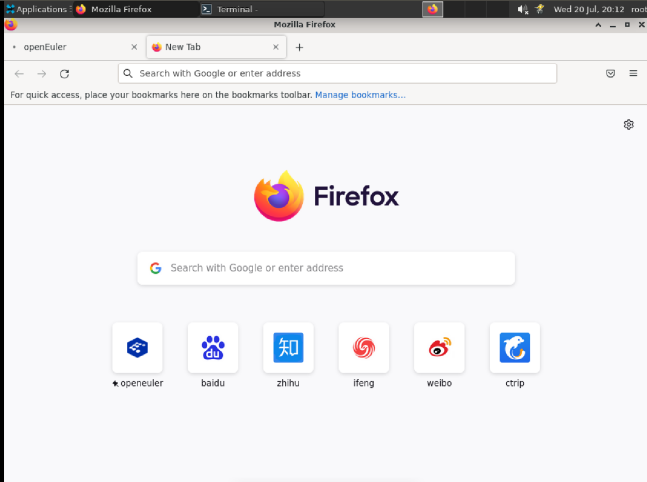 Applications Mozilla Firefox Terminal - Wed 20 Jul, 20:12 root
Mozilla Firefox
openEuler New Tab
Search with Google or enter address
For quick access, place your bookmarks here on the bookmarks toolbar. Manage bookmarks...
Firefox
Search with Google or enter address
du 知
openeuler baidu zhihu ifeng weibo ctrip